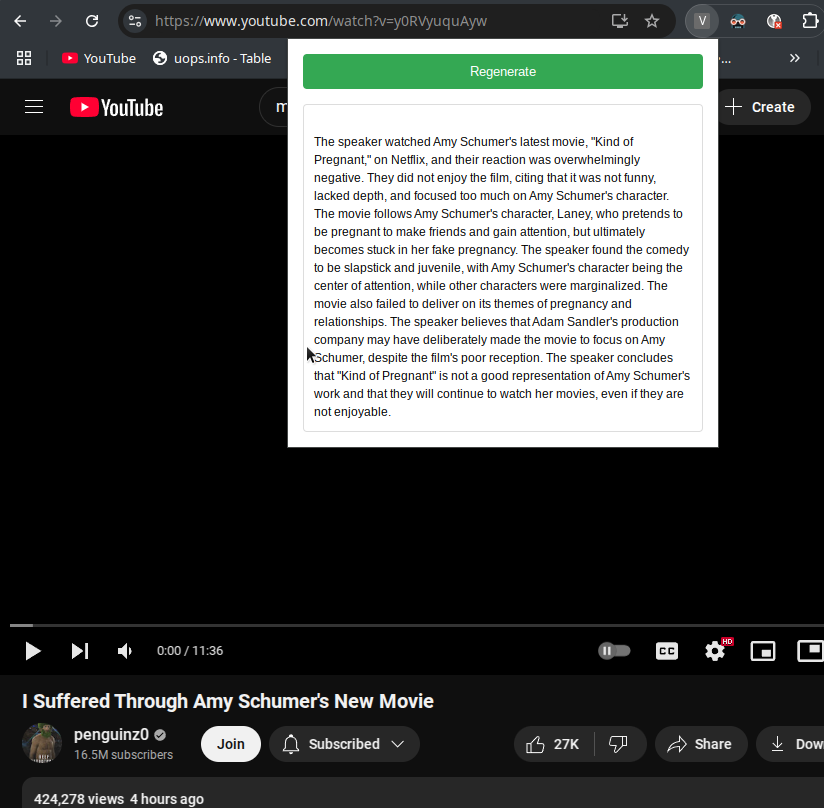 https://www.youtube.com/watch?v=y0RVyuquAyw
V
YouTube
uops.info - Table
...
»
Regenerate
YouTube
m
Create
The speaker watched Amy Schumer's latest movie, "Kind of
Pregnant," on Netflix, and their reaction was overwhelmingly
negative. They did not enjoy the film, citing that it was not funny,
lacked depth, and focused too much on Amy Schumer's character.
The movie follows Amy Schumer's character, Laney, who pretends to
be pregnant to make friends and gain attention, but ultimately
becomes stuck in her fake pregnancy. The speaker found the comedy
to be slapstick and juvenile, with Amy Schumer's character being the
center of attention, while other characters were marginalized. The
movie also failed to deliver on its themes of pregnancy and
relationships. The speaker believes that Adam Sandler's production
company may have deliberately made the movie to focus on Amy
Schumer, despite the film's poor reception. The speaker concludes
that "Kind of Pregnant" is not a good representation of Amy Schumer's
work and that they will continue to watch her movies, even if they are
not enjoyable.
0:00 / 11:36
CC
HD
I Suffered Through Amy Schumer's New Movie
penguinz0
16.5M subscribers
Join
Subscribed
27K
Share
Dow
424,278 views 4 hours ago